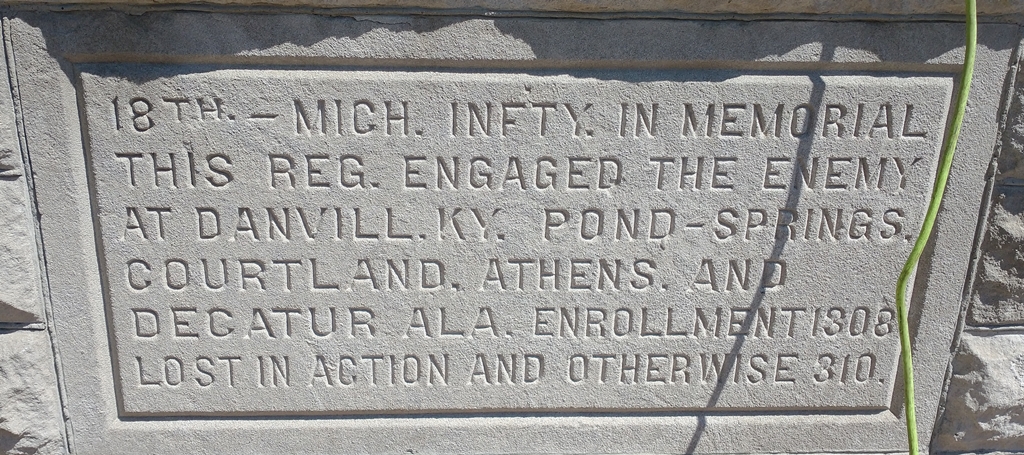 18TH. – MICH. INFTY. IN MEMORIAL
THIS REG. ENGAGED THE ENEMY
AT DANVILL. KY. POND-SPRINGS,
COURTLAND, ATHENS, AND
DECATUR ALA. ENROLLMENT 1308
LOST IN ACTION AND OTHERWISE 310.